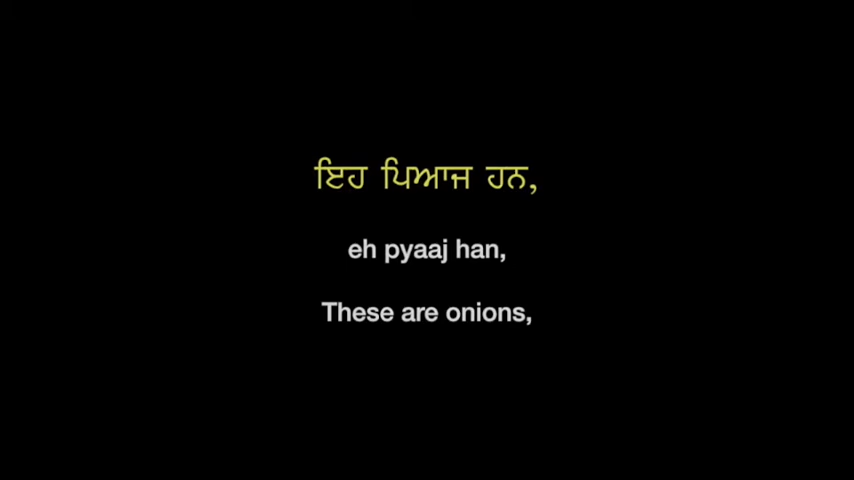 ਇਹ ਪਿਆਜ ਹਨ,
eh pyaaj han,
These are onions,